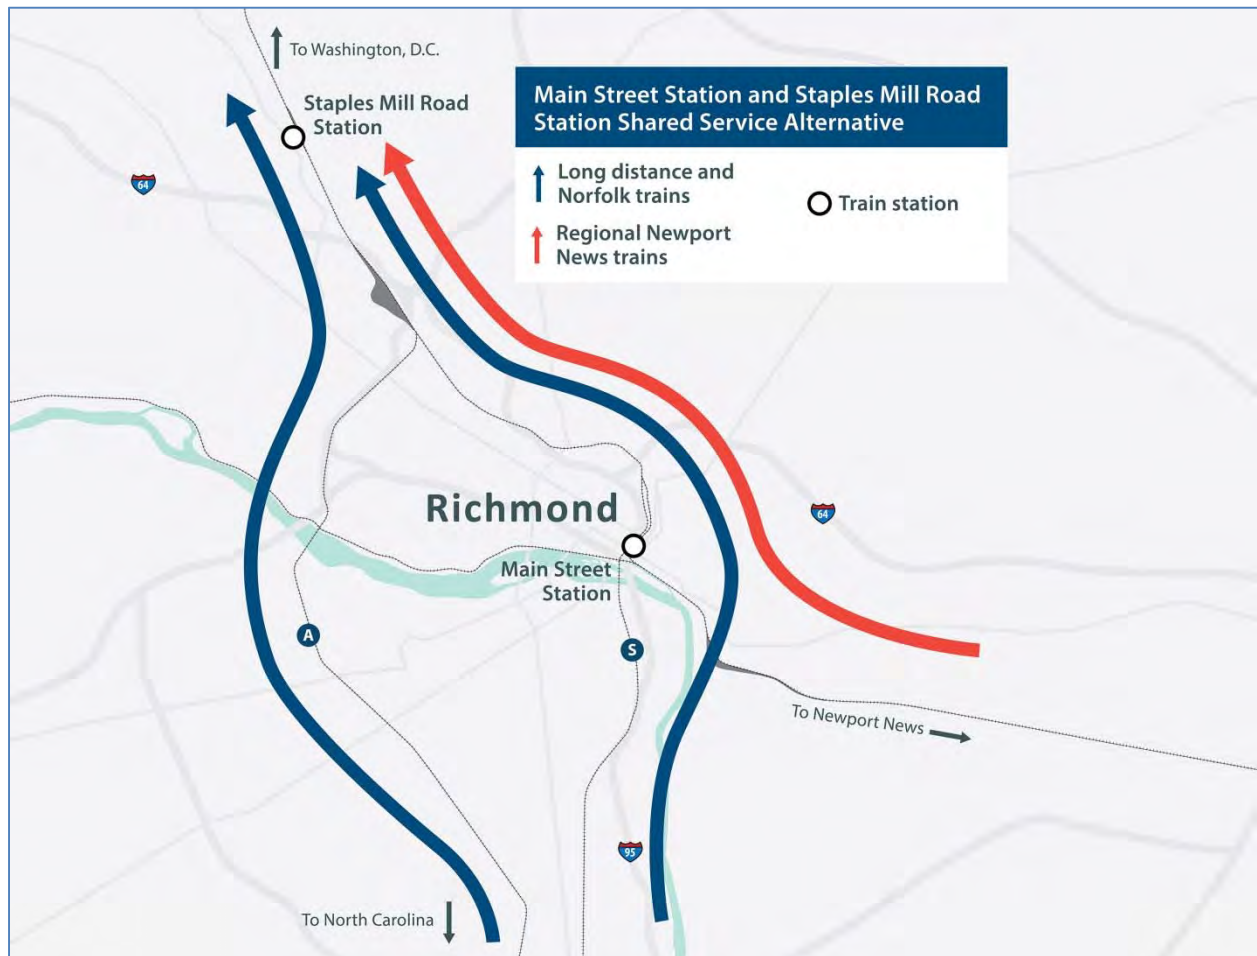 To Washington, D.C.
Staples Mill Road
Station
Main Street Station and Staples Mill Road
Station Shared Service Alternative
Long distance and
Norfolk trains
Train station
Regional Newport
News trains
64
64
Richmond
Main Street
Station
A
S
To Newport News
95
To North Carolina